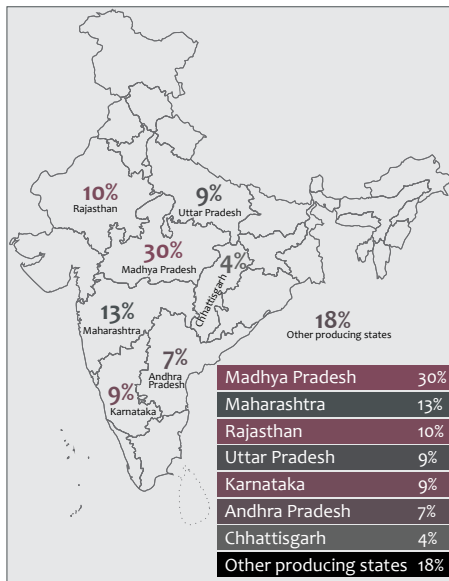 10%
Rajasthan
9%
Uttar Pradesh
30%
Madhya Pradesh
4%
Chhattisgarh
13%
Maharashtra
18%
Other producing states
7%
Andhra
Pradesh
9%
Karnataka
Madhya Pradesh 30%
Maharashtra 13%
Rajasthan 10%
Uttar Pradesh 9%
Karnataka 9%
Andhra Pradesh 7%
Chhattisgarh 4%
Other producing states 18%